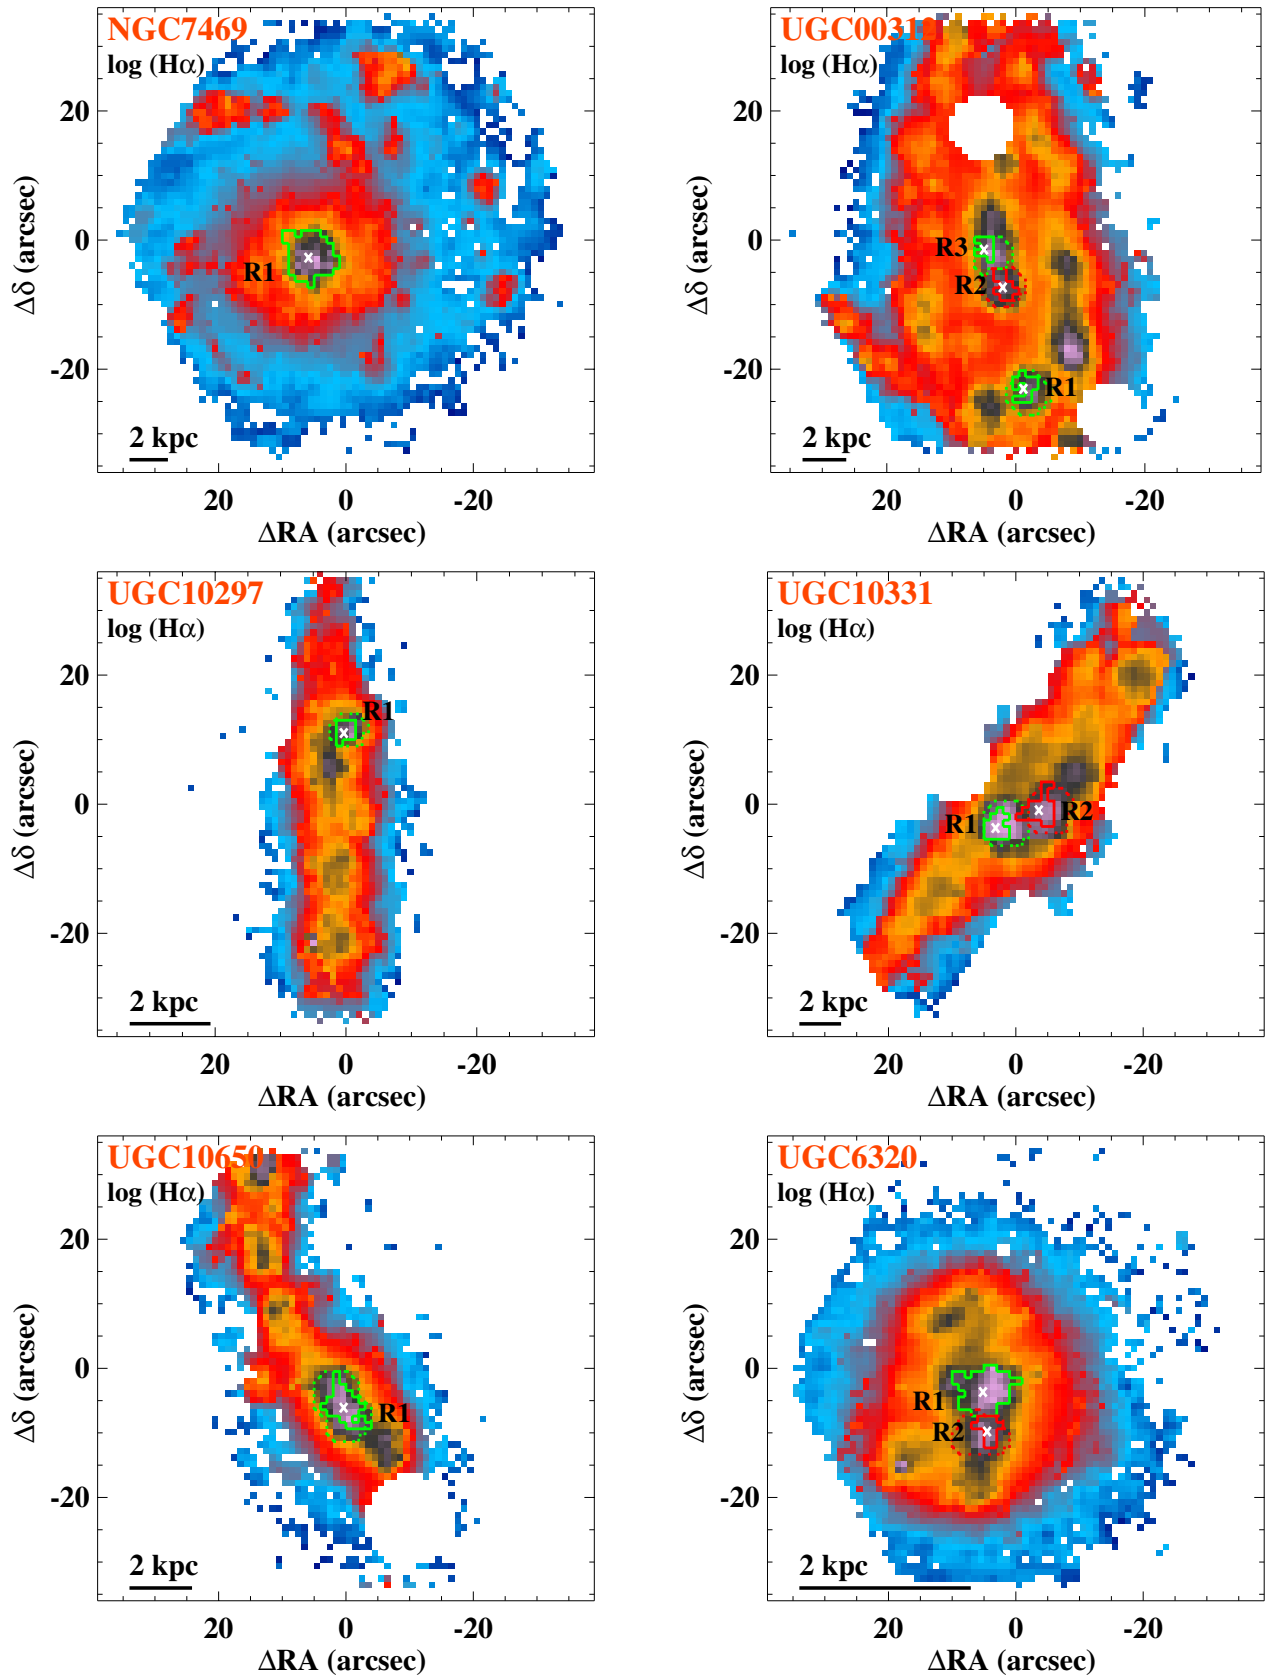 NGC7469
log (Hα)
R1
2 kpc
20
0
-20
20 0 -20
Δδ (arcsec)
ΔRA (arcsec)
log (Hα)
R3
R2
R1
2 kpc
20
0
-20
20 0 -20
Δδ (arcsec)
ΔRA (arcsec)
UGC10297
log (Hα)
R1
2 kpc
20
0
-20
20 0 -20
Δδ (arcsec)
ΔRA (arcsec)
UGC10331
log (Hα)
R1
R2
2 kpc
20
0
-20
20 0 -20
Δδ (arcsec)
ΔRA (arcsec)
UGC10650
log (Hα)
R1
2 kpc
20
0
-20
20 0 -20
Δδ (arcsec)
ΔRA (arcsec)
UGC6320
log (Hα)
R1
R2
2 kpc
20
0
-20
20 0 -20
Δδ (arcsec)
ΔRA (arcsec)